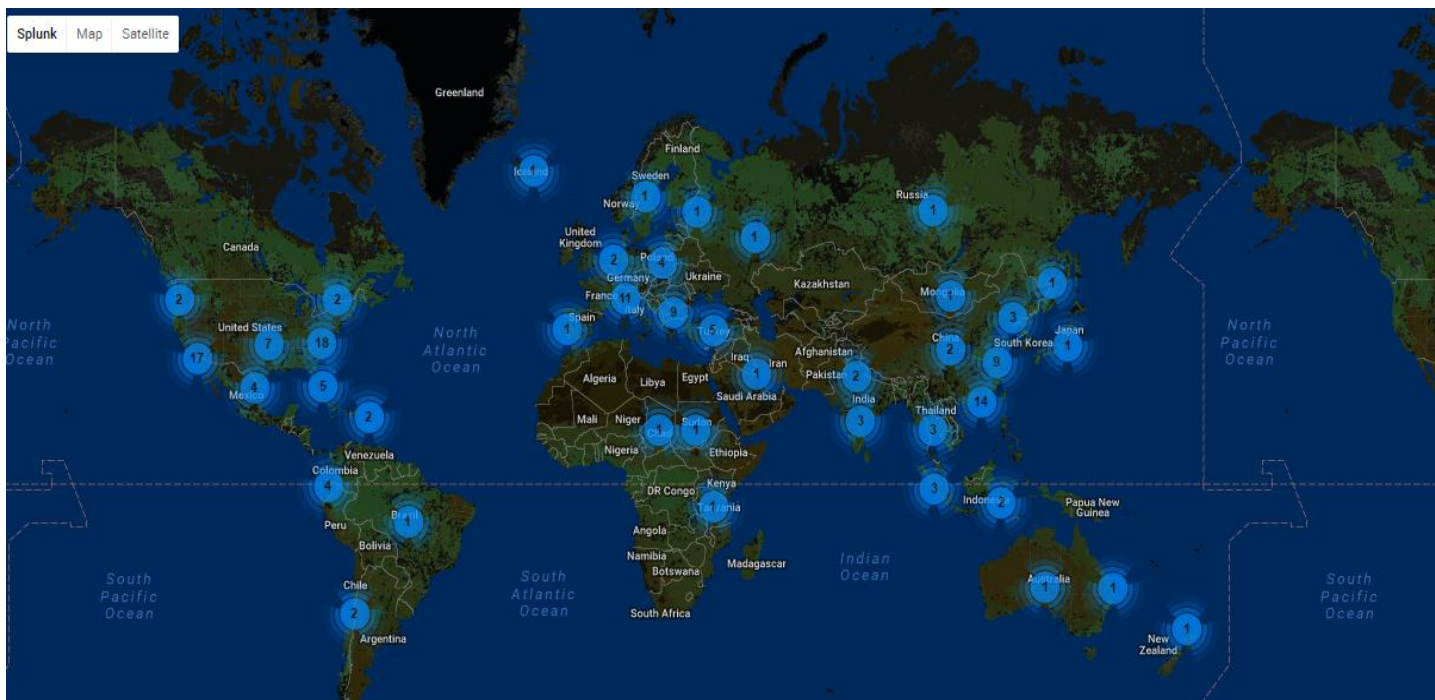 Splunk Map Satellite
Greenland
Iceland
1
Finland
Sweden
Norway
1
1
Russia
1
United
Kingdom
1
Canada
2
Poland
4
Germany
Ukraine
Kazakhstan
Mongolia
1
1
2
2
France
11
Italy
9
Spain
1
Turkey
3
Japan
1
South Korea
North
Pacific
Ocean
United States
7
18
17
North
Atlantic
Ocean
North
Pacific
Ocean
China
2
9
Afghanistan
Iraq
Iran
1
Pakistan
2
Algeria
Libya
Egypt
Saudi Arabia
4
Mexico
5
2
India
3
14
Thailand
3
Mali
Niger
Chad
1
Sudan
1
Nigeria
Ethiopia
Venezuela
Colombia
4
DR Congo
Kenya
3
Indonesia
2
Papua New
Guinea
Tanzania
1
Peru
Brazil
1
Angola
Bolivia
Namibia
Botswana
Madagascar
Indian
Ocean
South
Pacific
Ocean
Chile
South
Atlantic
Ocean
Australia
1
1
South
Pacific
Ocean
2
South Africa
Argentina
1
New
Zealand